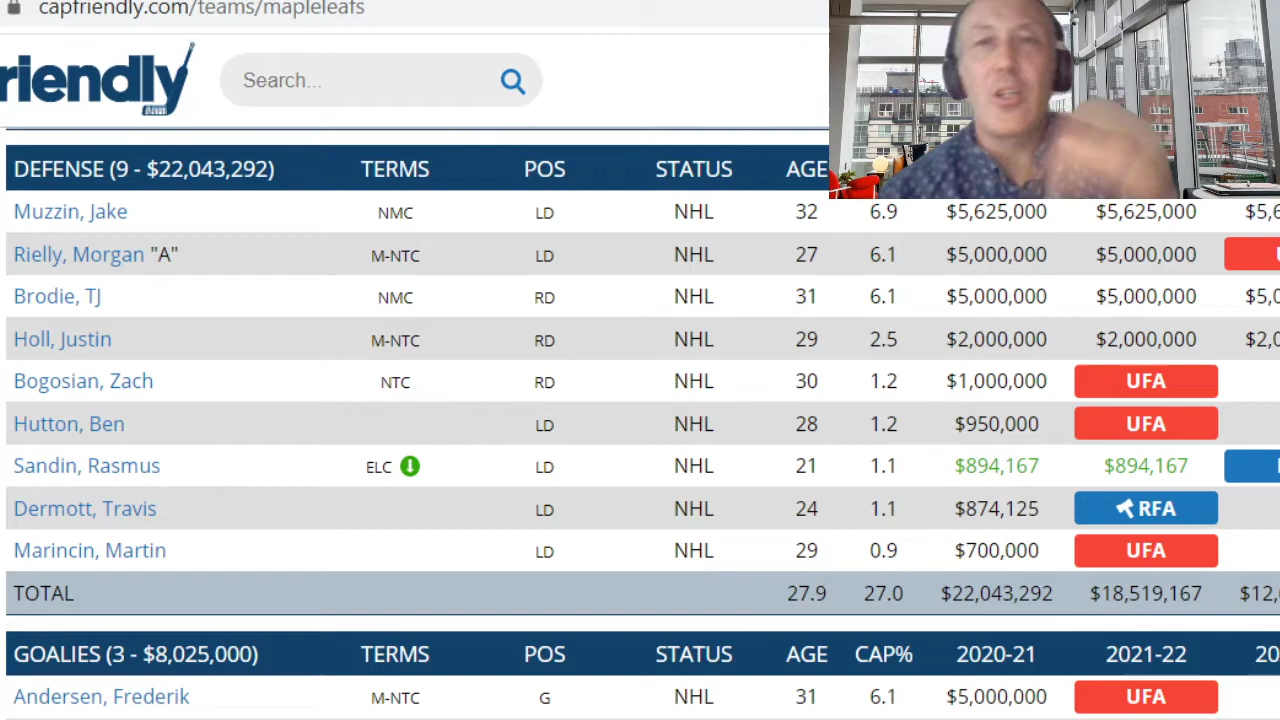 capfriendly.com/teams/mapleleafs
riendly
Search...
DEFENSE (9 - $22,043,292) TERMS POS STATUS AGE
Muzzin, Jake NMC LD NHL 32 6.9 $5,625,000 $5,625,000 $5,6
Rielly, Morgan "A" M-NTC LD NHL 27 6.1 $5,000,000 $5,000,000
Brodie, TJ NMC RD NHL 31 6.1 $5,000,000 $5,000,000 $5,0
Holl, Justin M-NTC RD NHL 29 2.5 $2,000,000 $2,000,000 $2,0
Bogosian, Zach NTC RD NHL 30 1.2 $1,000,000 UFA
Hutton, Ben LD NHL 28 1.2 $950,000 UFA
Sandin, Rasmus ELC LD NHL 21 1.1 $894,167 $894,167
Dermott, Travis LD NHL 24 1.1 $874,125 RFA
Marincin, Martin LD NHL 29 0.9 $700,000 UFA
TOTAL 27.9 27.0 $22,043,292 $18,519,167 $12,
GOALIES (3 - $8,025,000) TERMS POS STATUS AGE CAP% 2020-21 2021-22 20
Andersen, Frederik M-NTC G NHL 31 6.1 $5,000,000 UFA